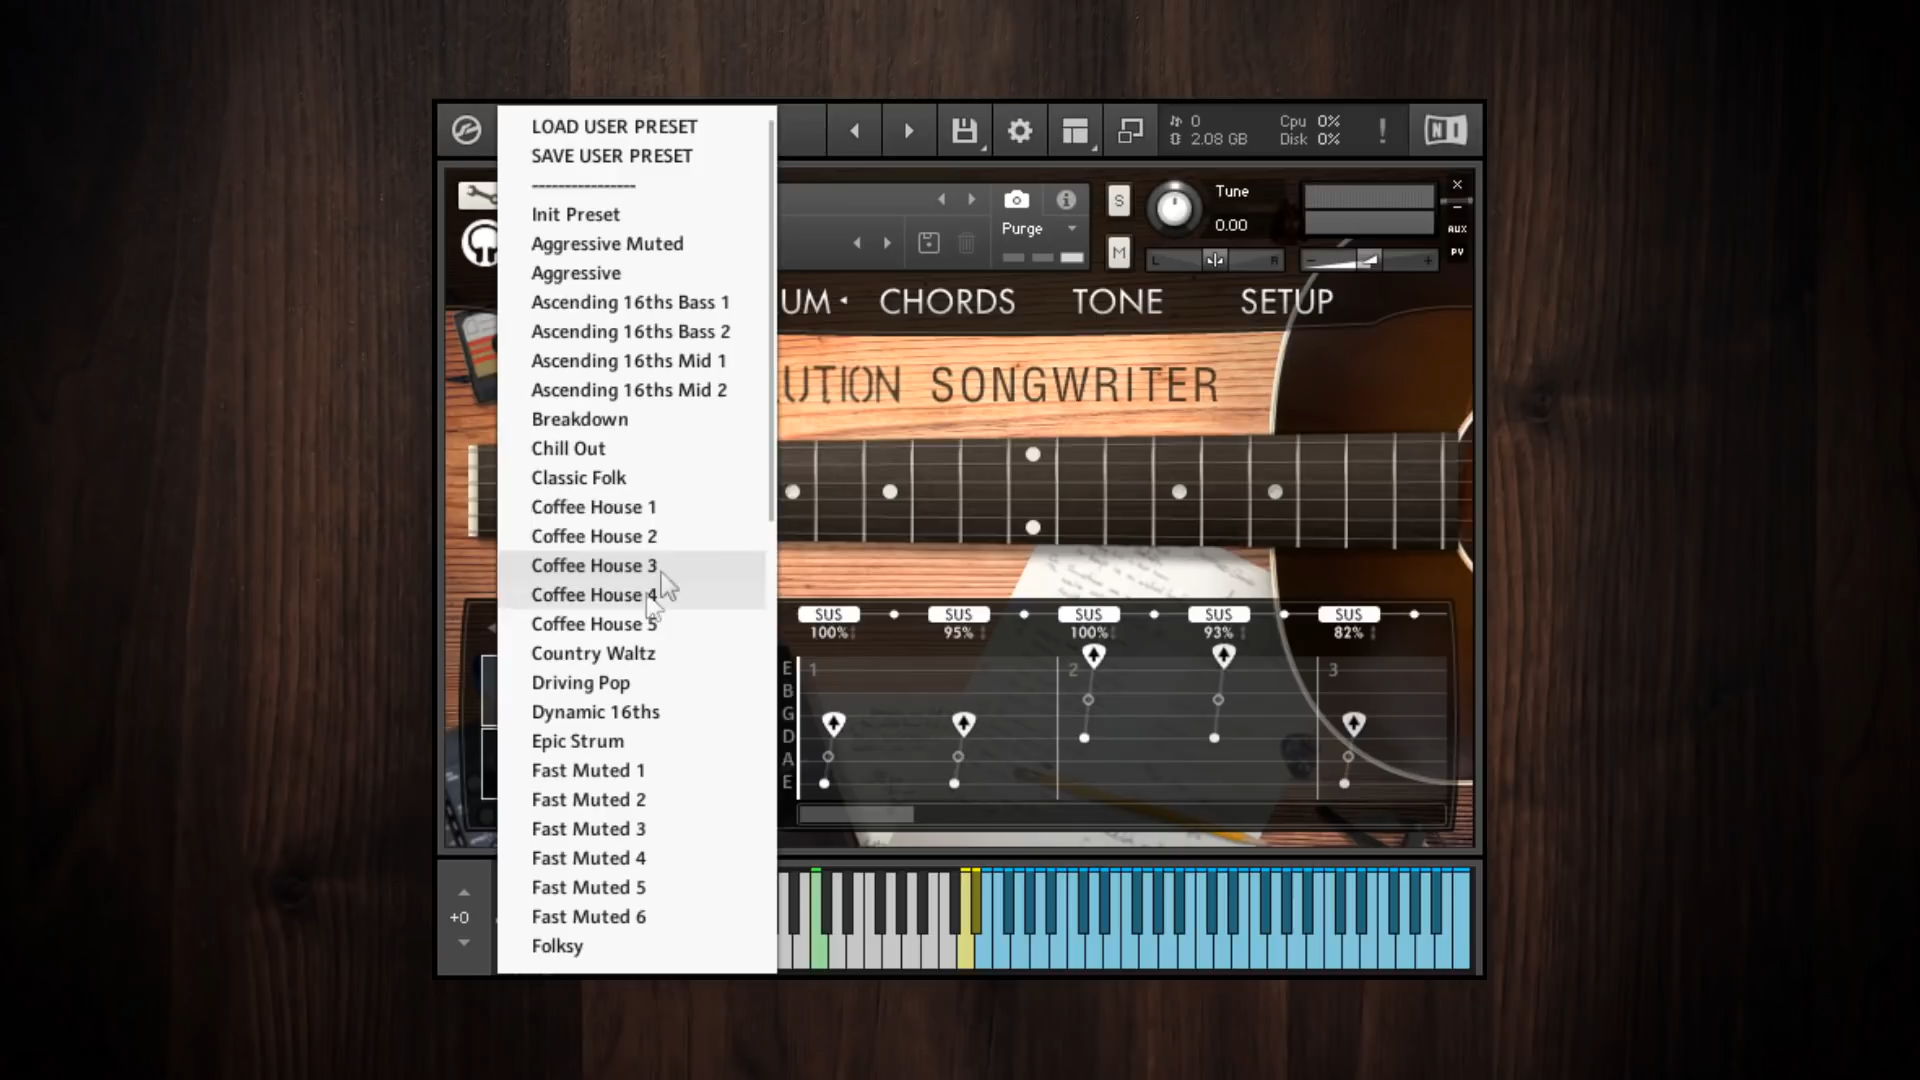 LOAD USER PRESET
SAVE USER PRESET
----------------
Init Preset
Aggressive Muted
Aggressive
Ascending 16ths Bass 1
Ascending 16ths Bass 2
Ascending 16ths Mid 1
Ascending 16ths Mid 2
Breakdown
Chill Out
Classic Folk
Coffee House 1
Coffee House 2
Coffee House 3
Coffee House 4
Coffee House 5
Country Waltz
Driving Pop
Dynamic 16ths
Epic Strum
Fast Muted 1
Fast Muted 2
Fast Muted 3
Fast Muted 4
Fast Muted 5
Fast Muted 6
Folksy
0
2.08 GB
Cpu 0%
Disk 0%
!
NI
Purge
S
M
Tune
0.00
L R
- +
x
-
AUX
PV
UM CHORDS TONE SETUP
UTION SONGWRITER
SUS SUS SUS SUS SUS
100% 95% 100% 93% 82%
1 2 3
E
B
G
D
A
E
+0